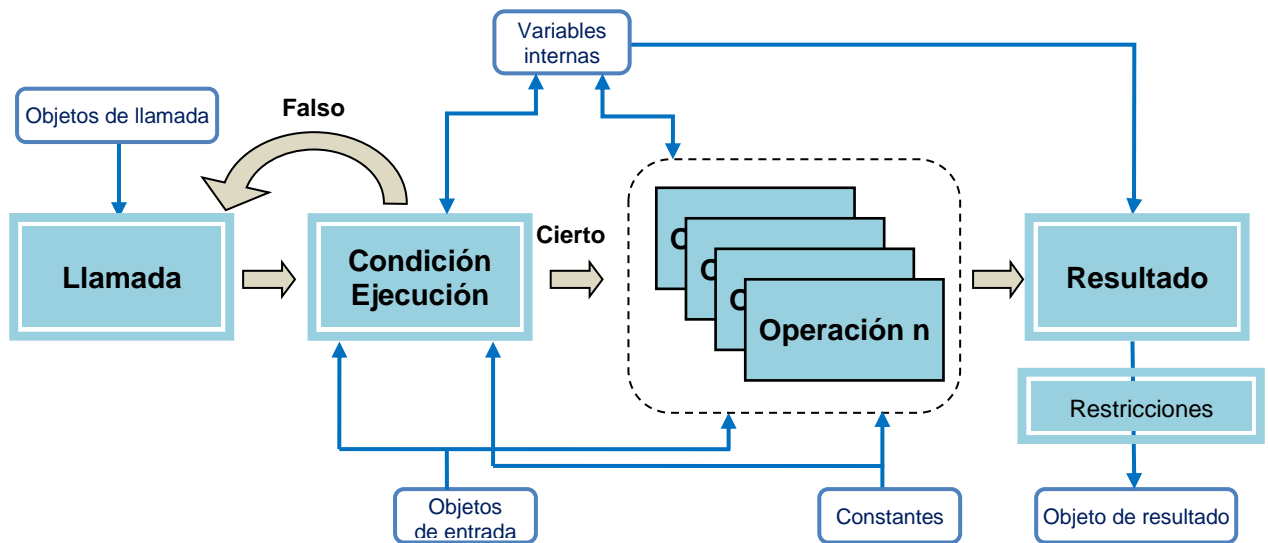 Variables
internas
Objetos de llamada
Falso
Llamada
Condición
Ejecución
Cierto
O
O
O
Operación n
Resultado
Restricciones
Objetos
de entrada
Constantes
Objeto de resultado